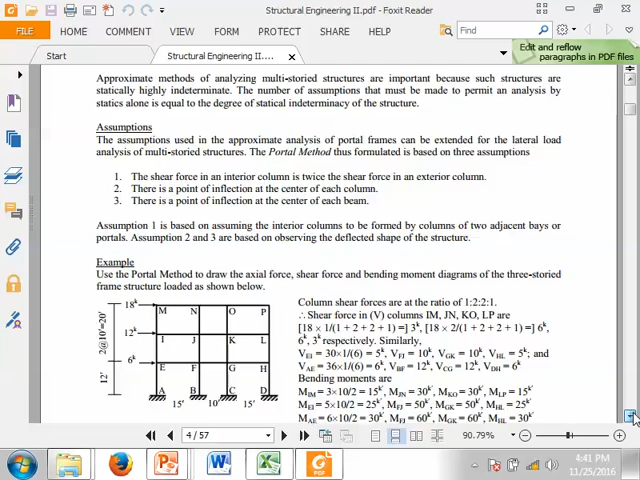 Structural Engineering II.pdf - Foxit Reader
FILE HOME COMMENT VIEW FORM PROTECT SHARE HELP Find
Edit and reflow
paragraphs in PDF files
Start Structural Engineering II....
Approximate methods of analyzing multi-storied structures are important because such structures are
statically highly indeterminate. The number of assumptions that must be made to permit an analysis by
statics alone is equal to the degree of statical indeterminacy of the structure.
Assumptions
The assumptions used in the approximate analysis of portal frames can be extended for the lateral load
analysis of multi-storied structures. The Portal Method thus formulated is based on three assumptions
1. The shear force in an interior column is twice the shear force in an exterior column.
2. There is a point of inflection at the center of each column.
3. There is a point of inflection at the center of each beam.
Assumption 1 is based on assuming the interior columns to be formed by columns of two adjacent bays or
portals. Assumption 2 and 3 are based on observing the deflected shape of the structure.
Example
Use the Portal Method to draw the axial force, shear force and bending moment diagrams of the three-storied
frame structure loaded as shown below.
18k
M N O P
12k
I J K L
6k
E F G H
A B C D
2@10'=20'
12'
15' 10' 15'
Column shear forces are at the ratio of 1:2:2:1.
∴ Shear force in (V) columns IM, JN, KO, LP are
[18 × 1/(1 + 2 + 2 + 1) =] 3k, [18 × 2/(1 + 2 + 2 + 1) =] 6k,
6k, 3k respectively. Similarly,
VEI = 30×1/(6) = 5k, VFJ = 10k, VGK = 10k, VHL = 5k; and
VAE = 36×1/(6) = 6k, VBF = 12k, VCG = 12k, VDH = 6k
Bending moments are
MIM = 3×10/2 = 15k', MJN = 30k', MKO = 30k', MLP = 15k'
MEI = 5×10/2 = 25k', MFJ = 50k', MGK = 50k', MHL = 25k'
MAE = 6×10/2 = 30k', MFJ = 60k', MGK = 60k', MHL = 30k'
4 / 57 90.79%
4:41 PM
11/25/2016